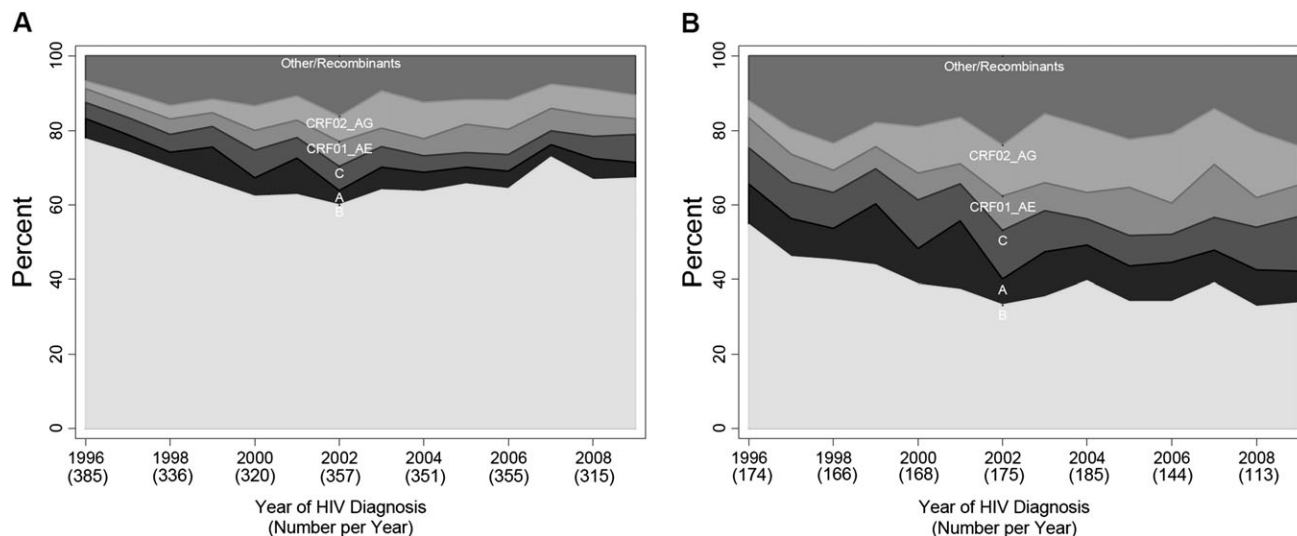 A
Percent
100
80
60
40
20
0
Other/Recombinants
CRF02_AG
CRF01_AE
C
A
B
1996 1998 2000 2002 2004 2006 2008
(385) (336) (320) (357) (351) (355) (315)
Year of HIV Diagnosis
(Number per Year)
B
Percent
100
80
60
40
20
0
Other/Recombinants
CRF02_AG
CRF01_AE
C
A
B
1996 1998 2000 2002 2004 2006 2008
(174) (166) (168) (175) (185) (144) (113)
Year of HIV Diagnosis
(Number per Year)